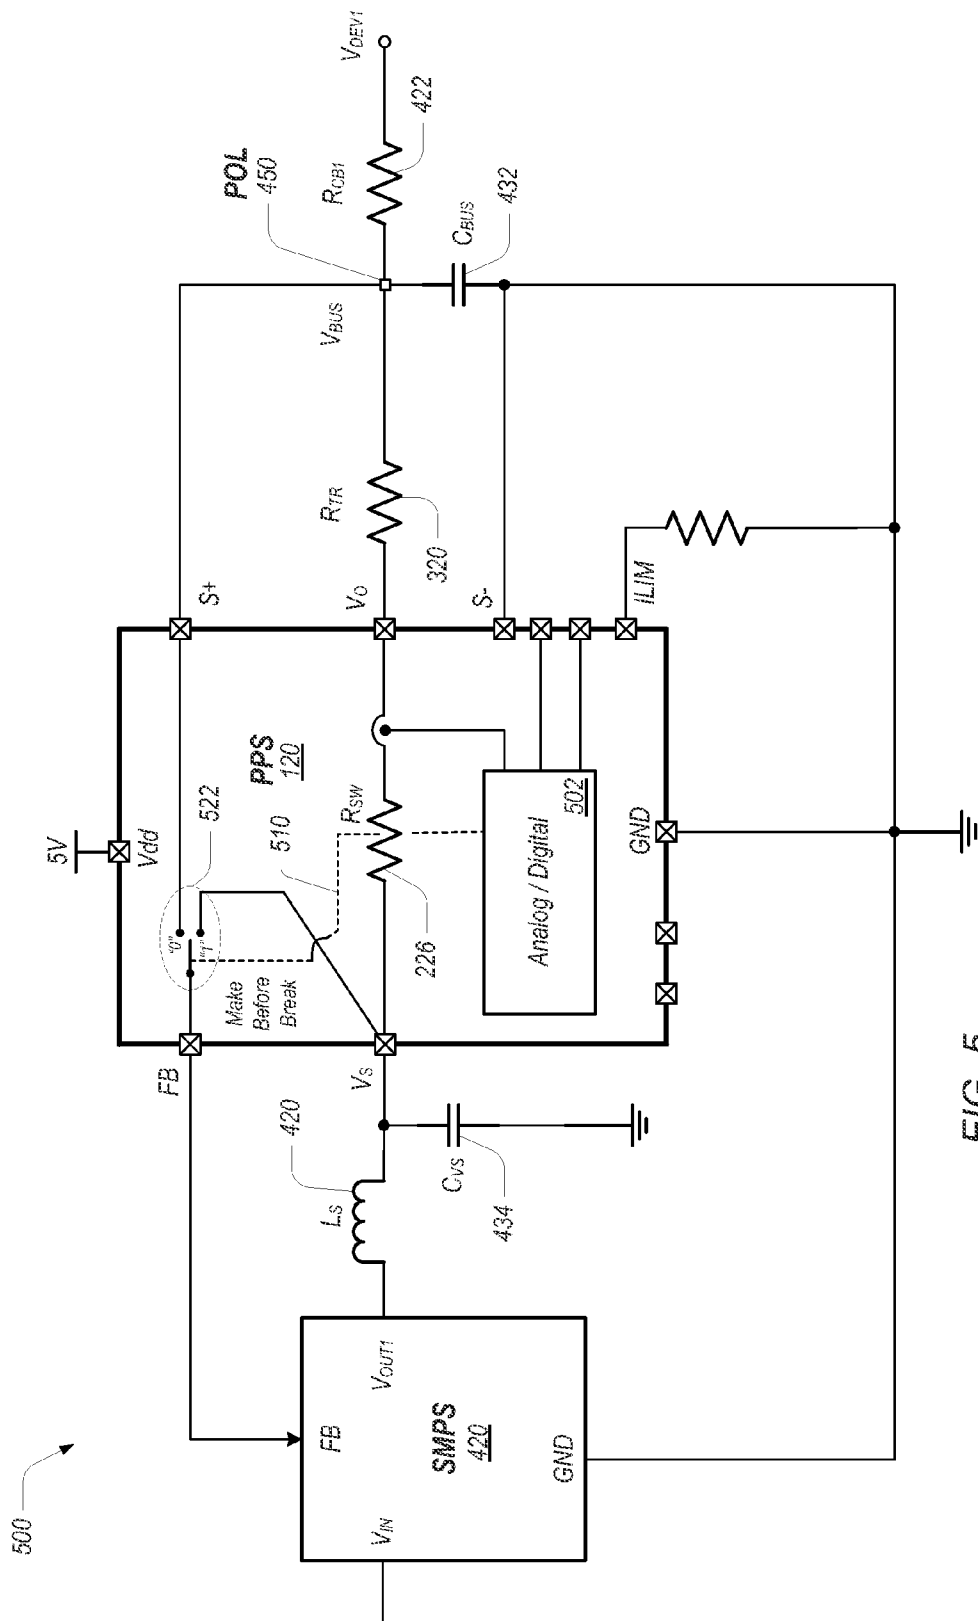 500
V_IN
FB
V_OUT1
SMPS
420
GND
L_S
420
C_VS
434
FB
V_S
5V
Vdd
"0"
"1"
522
Make
Before
Break
PPS
120
510
R_SW
226
Analog / Digital
502
GND
S+
V_O
S-
ILIM
R_TR
320
V_BUS
POL
450
R_CB1
422
C_BUS
432
V_DEV1
FIG. 5